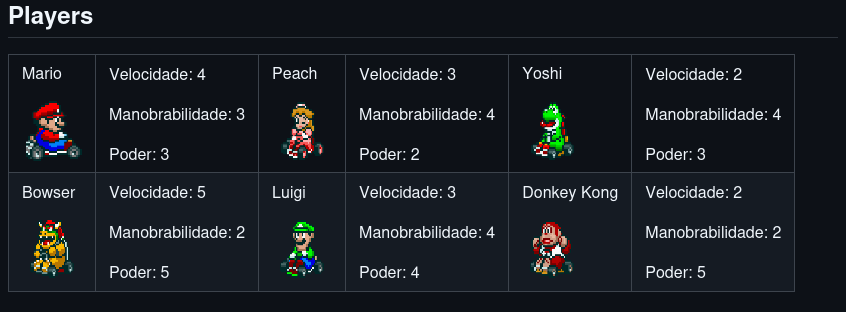 Players
Mario
Velocidade: 4
Manobrabilidade: 3
Poder: 3
Peach
Velocidade: 3
Manobrabilidade: 4
Poder: 2
Yoshi
Velocidade: 2
Manobrabilidade: 4
Poder: 3
Bowser
Velocidade: 5
Manobrabilidade: 2
Poder: 5
Luigi
Velocidade: 3
Manobrabilidade: 4
Poder: 4
Donkey Kong
Velocidade: 2
Manobrabilidade: 2
Poder: 5